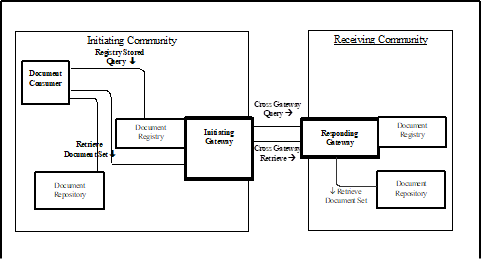 Initiating Community
Receiving Community
Registry Stored
Query ↓
Document
Consumer
Cross Gateway
Query →
Document
Registry
Initiating
Gateway
Responding
Gateway
Document
Registry
Retrieve
Document Set ↓
Cross Gateway
Retrieve →
Document
Repository
↓ Retrieve
Document Set
Document
Repository